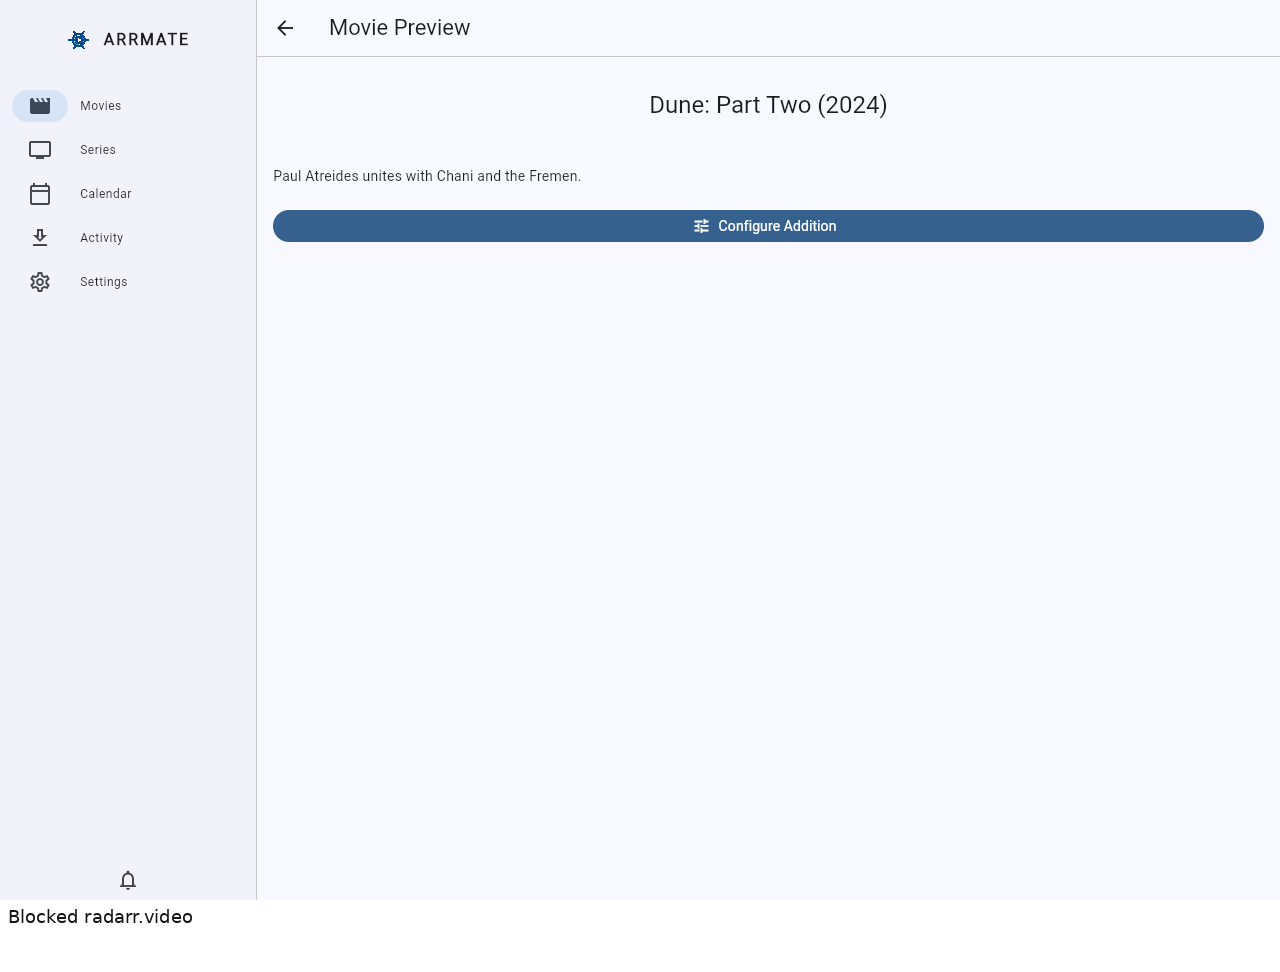 ARRMATE
Movie Preview
Movies
Series
Calendar
Activity
Settings
Dune: Part Two (2024)
Paul Atreides unites with Chani and the Fremen.
Configure Addition
Blocked radarr.video